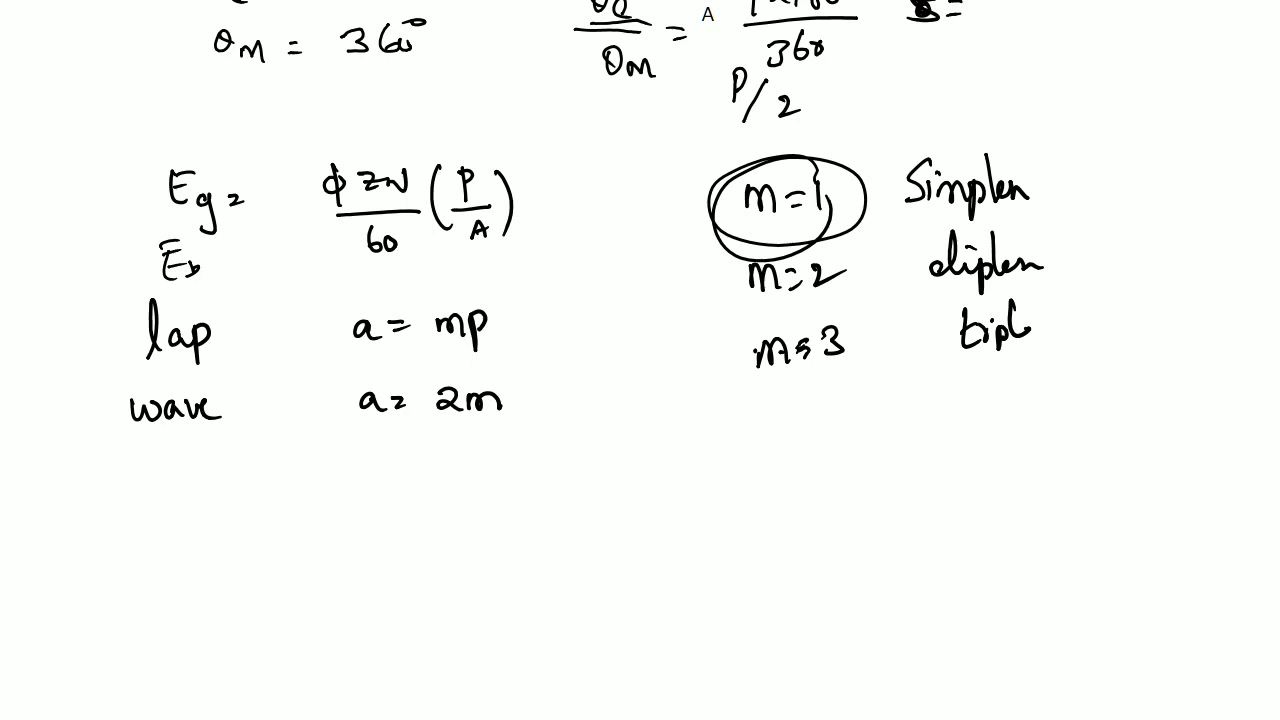 θM = 360° θe/θM = P×180/360 =
A
P/2
Eg = ϕZN/60 (P/A) m=1 Simplex
Eb m=2 duplex
lap a= mp m=3 tripl
wave a= 2m